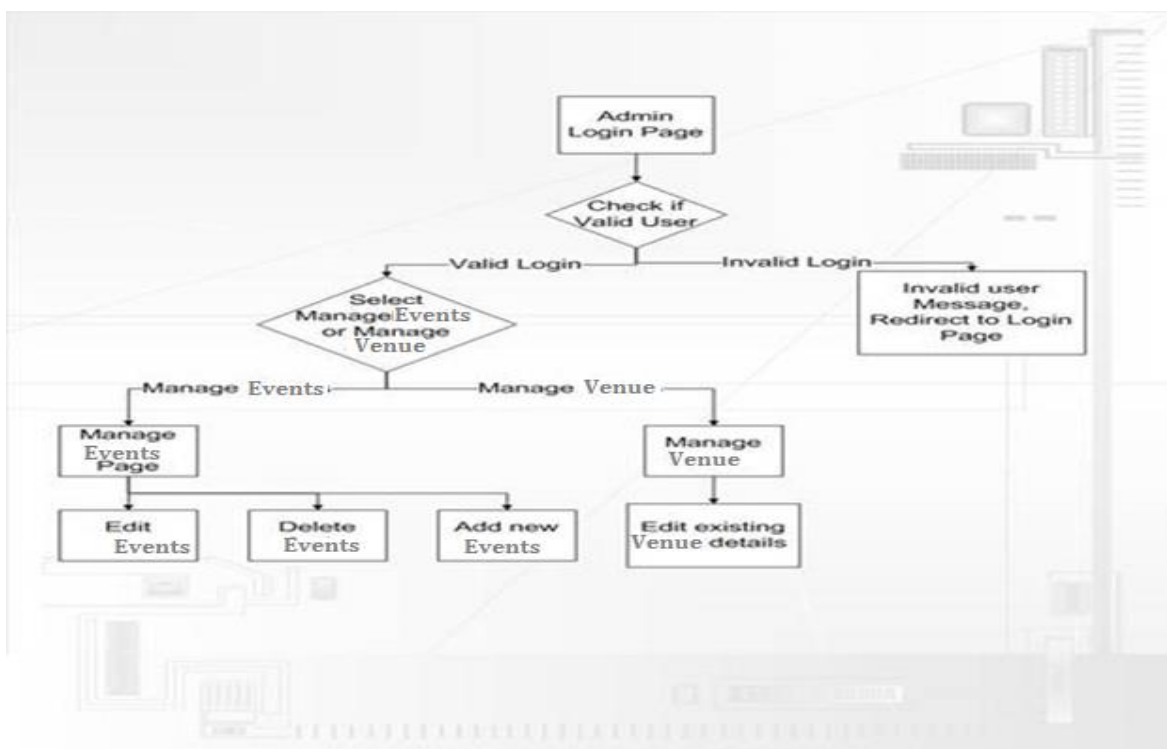 Admin
Login Page
Check if
Valid User
Valid Login
Invalid Login
Select
Manage Events
or Manage
Venue
Invalid user
Message,
Redirect to Login
Page
Manage Events
Manage Venue
Manage
Events
Page
Manage
Venue
Edit
Events
Delete
Events
Add new
Events
Edit existing
Venue details